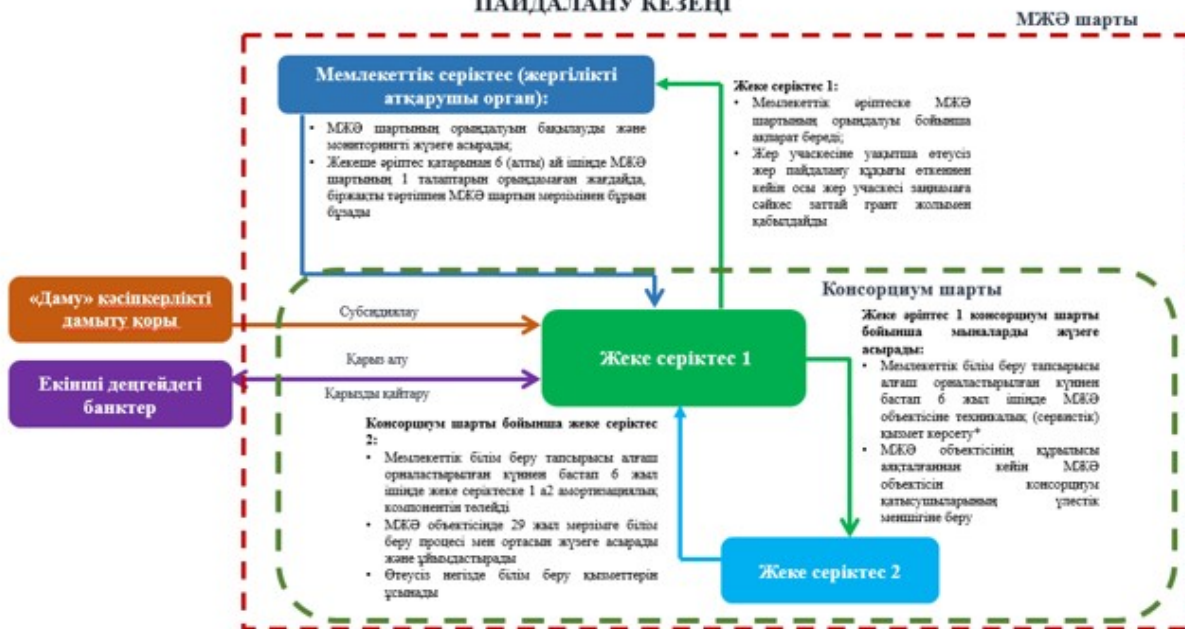 ПАЙДАЛАНУ КЕЗЕҢІ
МЖӘ шарты
Мемлекеттік серіктес (жергілікті
атқарушы орган):
• МЖӘ шартының орындалуын бақылауды және
мониторингті жүзеге асырады;
• Жекеше әріптес қатарынан 6 (алты) ай ішінде МЖӘ
шартының 1 талаптарын орындамаған жағдайда,
біржақты тәртіппен МЖӘ шартын мерзімінен бұрын
бұзады
Жеке серіктес 1:
• Мемлекеттік әріптеске МЖӘ
шартының орындалуы бойынша
ақпарат береді;
• Жер учаскесіне уақытша өтеусіз
жер пайдалану құқығы өткеннен
кейін осы жер учаскесі заңнамаға
сәйкес заттай грант жолымен
қабылдайды
«Даму» кәсіпкерлікті
дамыту қоры
Екінші деңгейдегі
банктер
Субсидиялау
Қарыз алу
Қарызды қайтару
Жеке серіктес 1
Консорциум шарты
Жеке әріптес 1 консорциум шарты
бойынша мыналарды жүзеге
асырады:
• Мемлекеттік білім беру тапсырысы
алғаш орналастырылған күннен
бастап 6 жыл ішінде МЖӘ
объектісіне техникалық (сервистік)
қызмет көрсету*
• МЖӘ объектісінің құрылысы
аяқталғаннан кейін МЖӘ
объектісін консорциум
қатысушыларының үлестік
меншігіне беру
Консорциум шарты бойынша жеке серіктес
2:
• Мемлекеттік білім беру тапсырысы алғаш
орналастырылған күннен бастап 6 жыл
ішінде жеке серіктеске 1 а2 амортизациялық
компонентін төлейді
• МЖӘ объектісінде 29 жыл мерзімге білім
беру процесі мен ортасын жүзеге асырады
және ұйымдастырады
• Өтеусіз негізде білім беру қызметтерін
ұсынады
Жеке серіктес 2